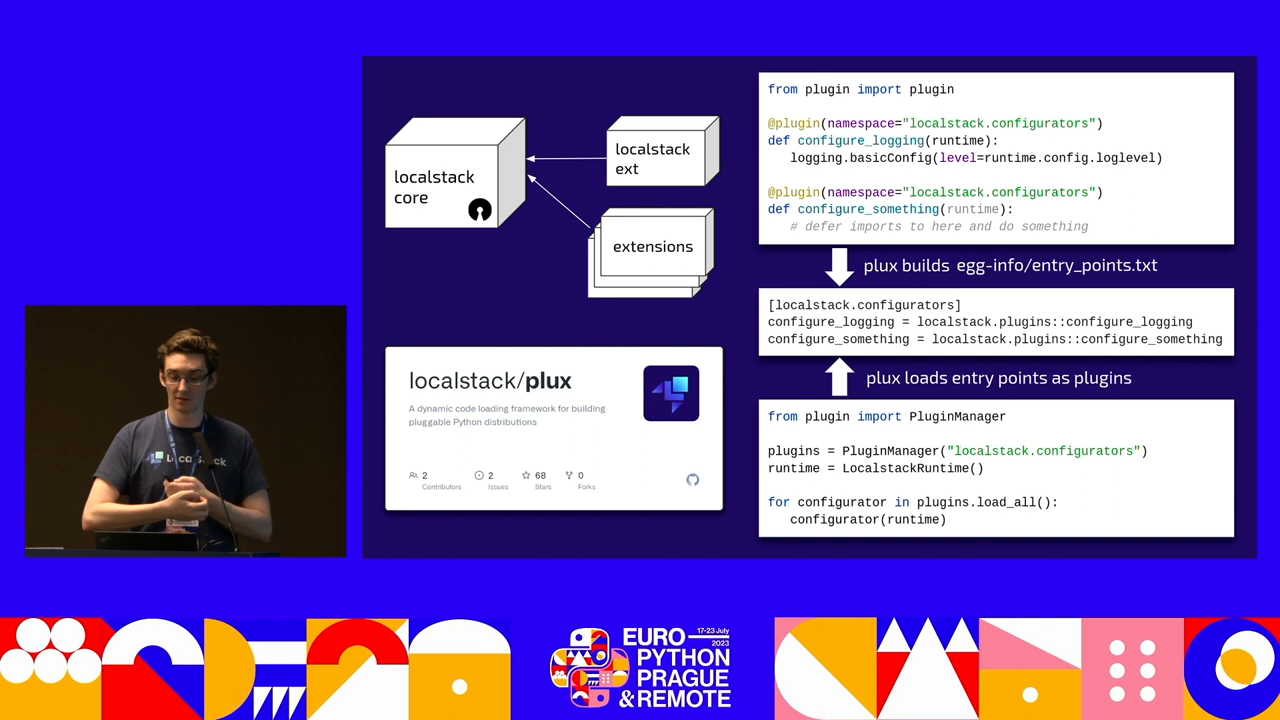 localstack
core
localstack
ext
extensions
localstack/plux
A dynamic code loading framework for building
pluggable Python distributions
2
Contributors
2
Issues
68
Stars
0
Forks
from plugin import plugin
@plugin(namespace="localstack.configurators")
def configure_logging(runtime):
logging.basicConfig(level=runtime.config.loglevel)
@plugin(namespace="localstack.configurators")
def configure_something(runtime):
# defer imports to here and do something
plux builds egg-info/entry_points.txt
[localstack.configurators]
configure_logging = localstack.plugins::configure_logging
configure_something = localstack.plugins::configure_something
plux loads entry points as plugins
from plugin import PluginManager
plugins = PluginManager("localstack.configurators")
runtime = LocalstackRuntime()
for configurator in plugins.load_all():
configurator(runtime)
LocalStack
EURO 17-23 July
2023
PYTHON
PRAGUE
& REMOTE